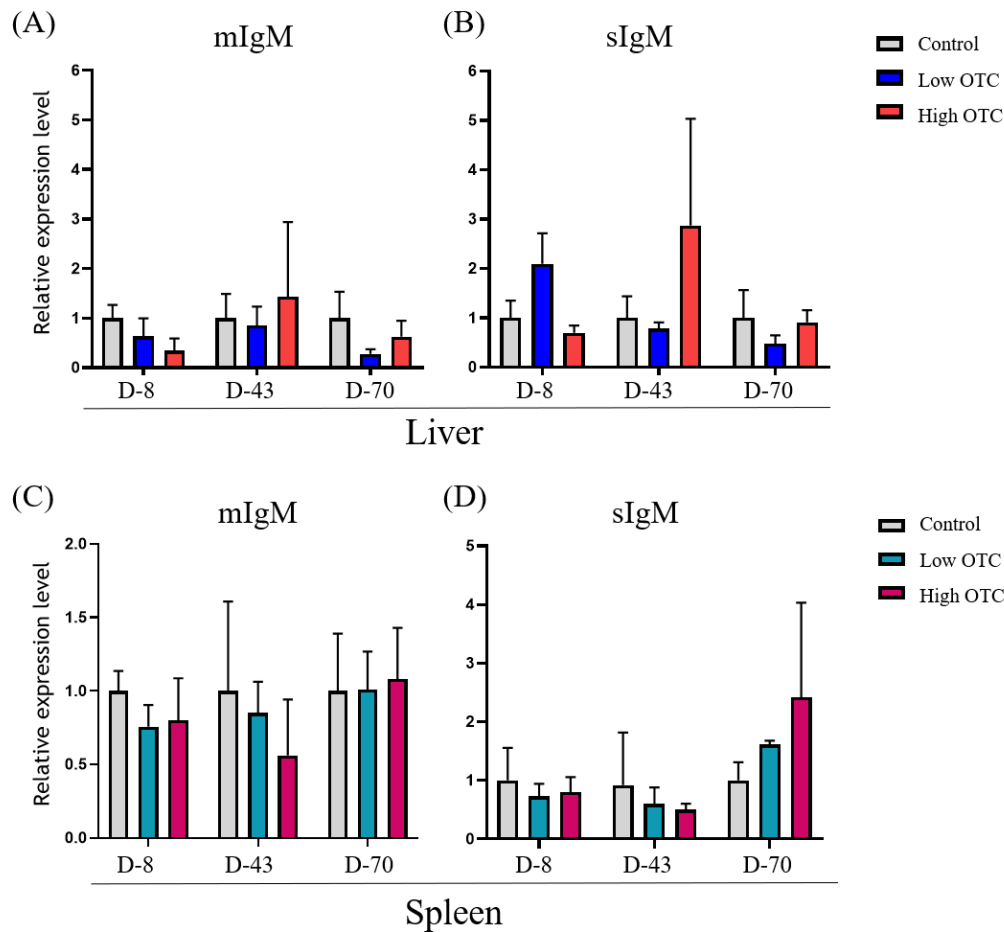 (A)
mIgM
Relative expression level
6
5
4
3
2
1
0
D-8 D-43 D-70
(B)
sIgM
6
5
4
3
2
1
0
D-8 D-43 D-70
Control
Low OTC
High OTC
Liver
(C)
mIgM
Relative expression level
2.0
1.5
1.0
0.5
0.0
D-8 D-43 D-70
(D)
sIgM
5
4
3
2
1
0
D-8 D-43 D-70
Control
Low OTC
High OTC
Spleen